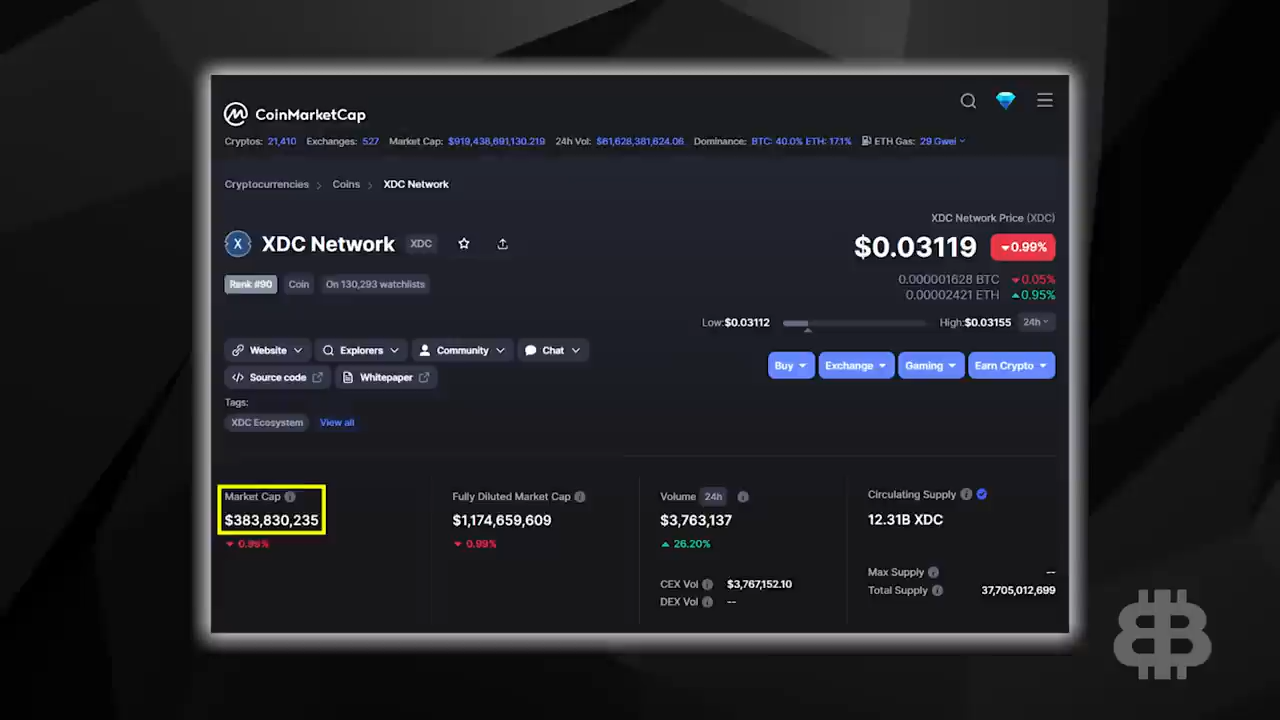 CoinMarketCap
Cryptos: 21,410 Exchanges: 527 Market Cap: $919,438,691,130.219 24h Vol: $61,628,381,624.06 Dominance: BTC: 40.0% ETH: 17.1% ETH Gas: 29 Gwei
Cryptocurrencies > Coins > XDC Network
XDC Network Price (XDC)
X XDC Network XDC
$0.03119 0.99%
0.000001628 BTC 0.05%
Rank #90 Coin On 130,293 watchlists
0.00002421 ETH 0.95%
Low:$0.03112 High:$0.03155 24h
Website Explorers Community Chat
Buy Exchange Gaming Earn Crypto
Source code Whitepaper
Tags:
XDC Ecosystem View all
Market Cap Fully Diluted Market Cap Volume 24h Circulating Supply
$383,830,235 $1,174,659,609 $3,763,137 12.31B XDC
0.99% 0.99% 26.20%
Max Supply --
CEX Vol $3,767,152.10
Total Supply 37,705,012,699
DEX Vol --